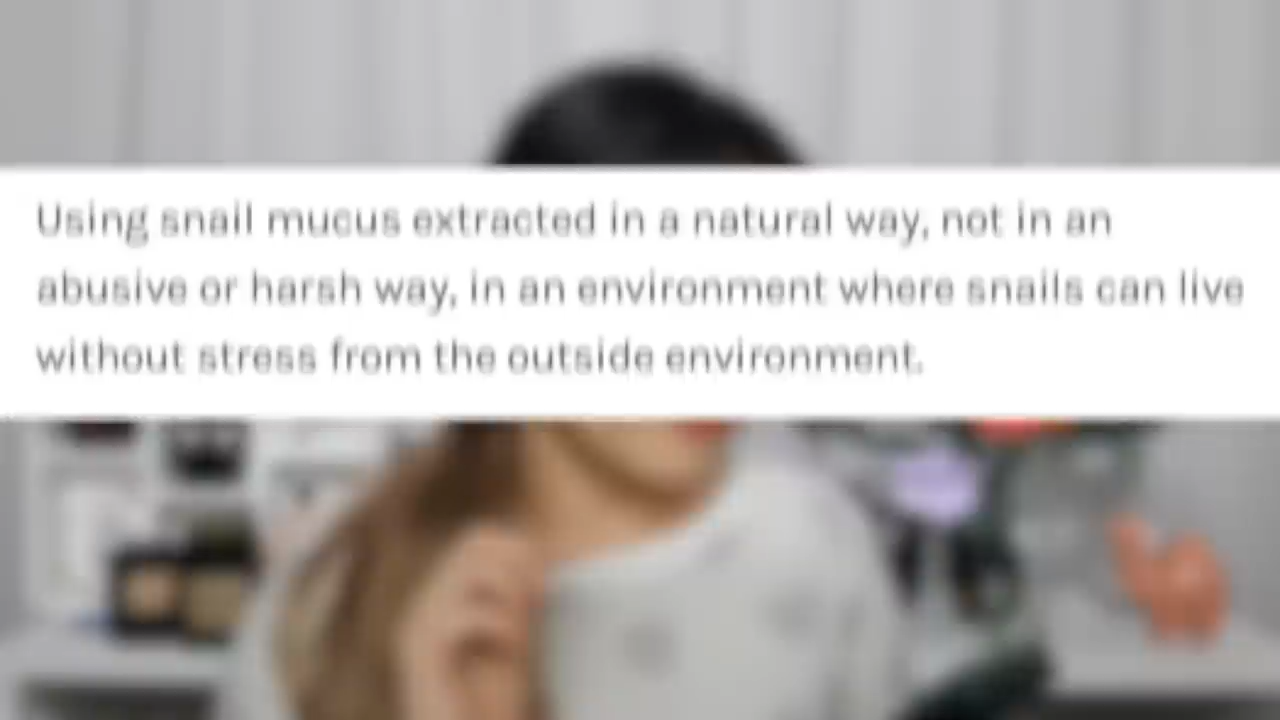 Using snail mucus extracted in a natural way, not in an
abusive or harsh way, in an environment where snails can live
without stress from the outside environment.